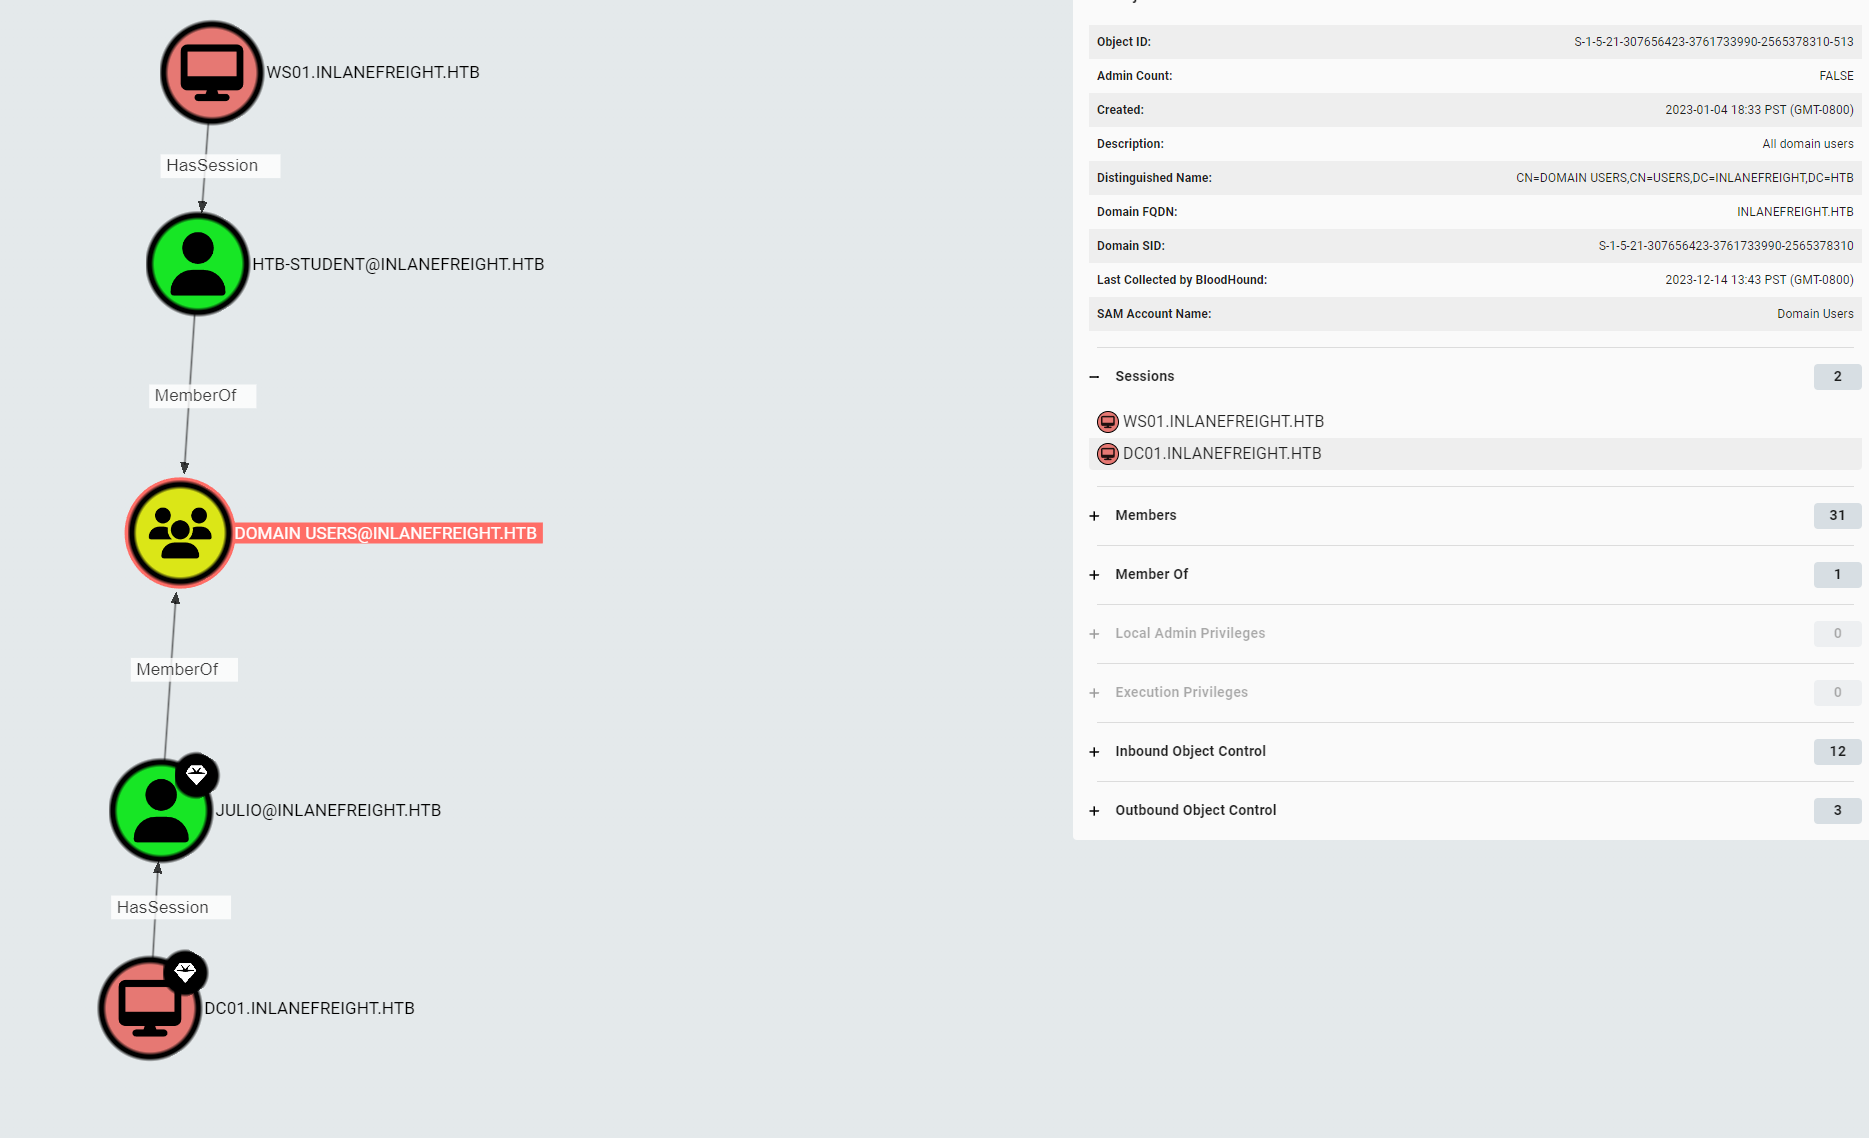 WS01.INLANEFREIGHT.HTB
HasSession
HTB-STUDENT@INLANEFREIGHT.HTB
MemberOf
DOMAIN USERS@INLANEFREIGHT.HTB
MemberOf
JULIO@INLANEFREIGHT.HTB
HasSession
DC01.INLANEFREIGHT.HTB
Object ID: S-1-5-21-307656423-3761733990-2565378310-513
Admin Count: FALSE
Created: 2023-01-04 18:33 PST (GMT-0800)
Description: All domain users
Distinguished Name: CN=DOMAIN USERS,CN=USERS,DC=INLANEFREIGHT,DC=HTB
Domain FQDN: INLANEFREIGHT.HTB
Domain SID: S-1-5-21-307656423-3761733990-2565378310
Last Collected by BloodHound: 2023-12-14 13:43 PST (GMT-0800)
SAM Account Name: Domain Users
− Sessions 2
WS01.INLANEFREIGHT.HTB
DC01.INLANEFREIGHT.HTB
+ Members 31
+ Member Of 1
+ Local Admin Privileges 0
+ Execution Privileges 0
+ Inbound Object Control 12
+ Outbound Object Control 3